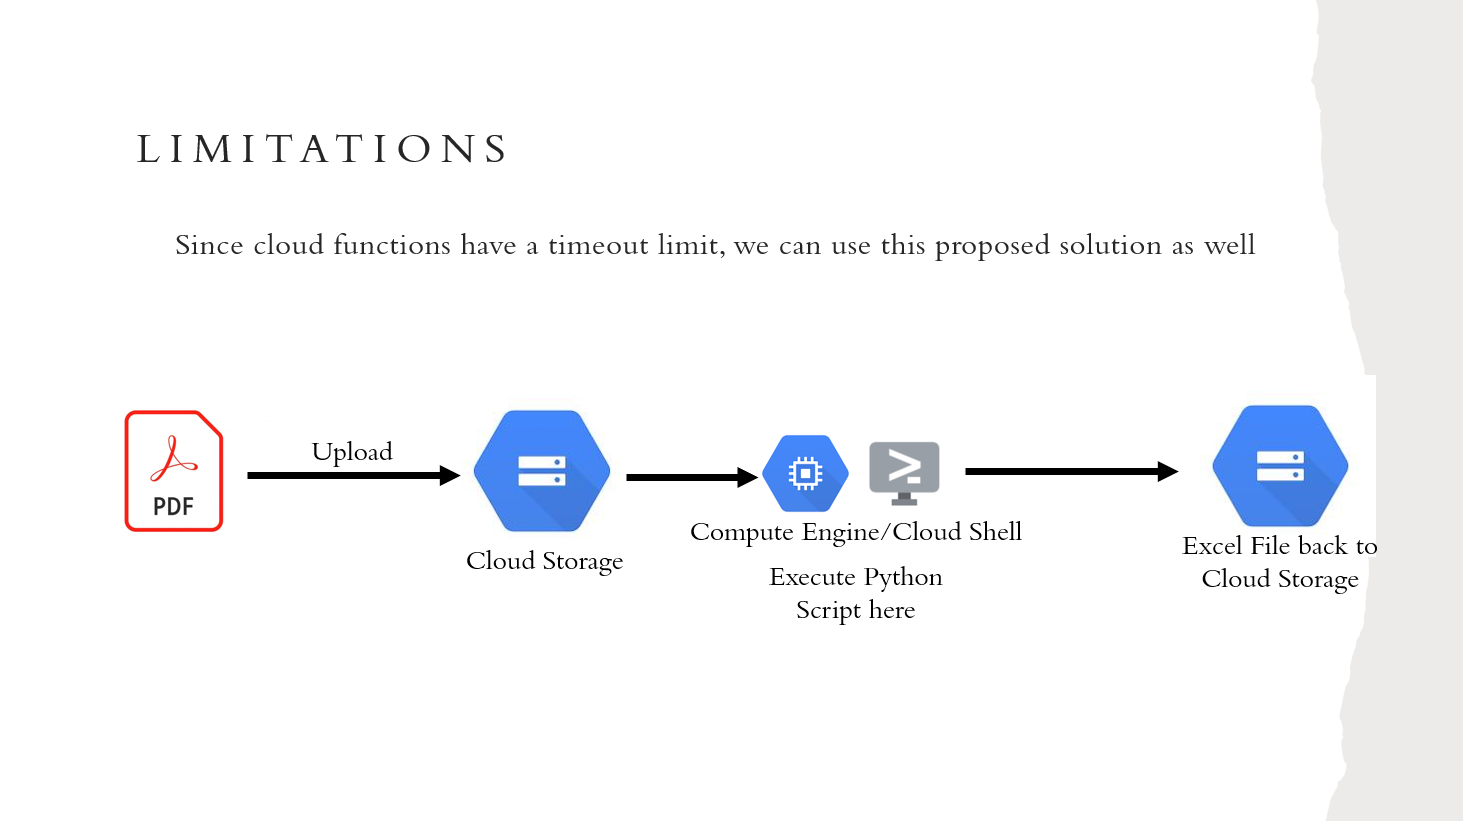 LIMITATIONS
Since cloud functions have a timeout limit, we can use this proposed solution as well
Upload
PDF
Cloud Storage
Compute Engine/Cloud Shell
Execute Python
Script here
Excel File back to
Cloud Storage